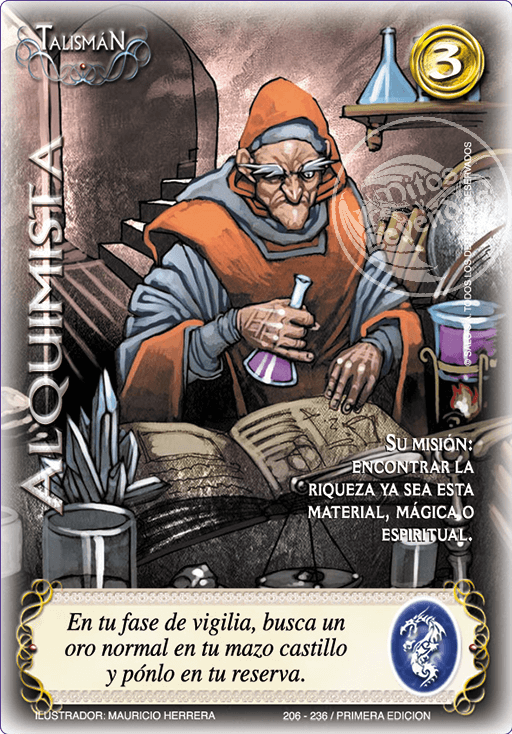 TALISMÁN
3
ALQUIMISTA
Mitos
Leyendas
SU MISIÓN:
ENCONTRAR LA
RIQUEZA YA SEA ESTA
MATERIAL, MÁGICA O
ESPIRITUAL.
En tu fase de vigilia, busca un
oro normal en tu mazo castillo
y pónlo en tu reserva.
ILUSTRADOR: MAURICIO HERRERA
206 - 236 / PRIMERA EDICION